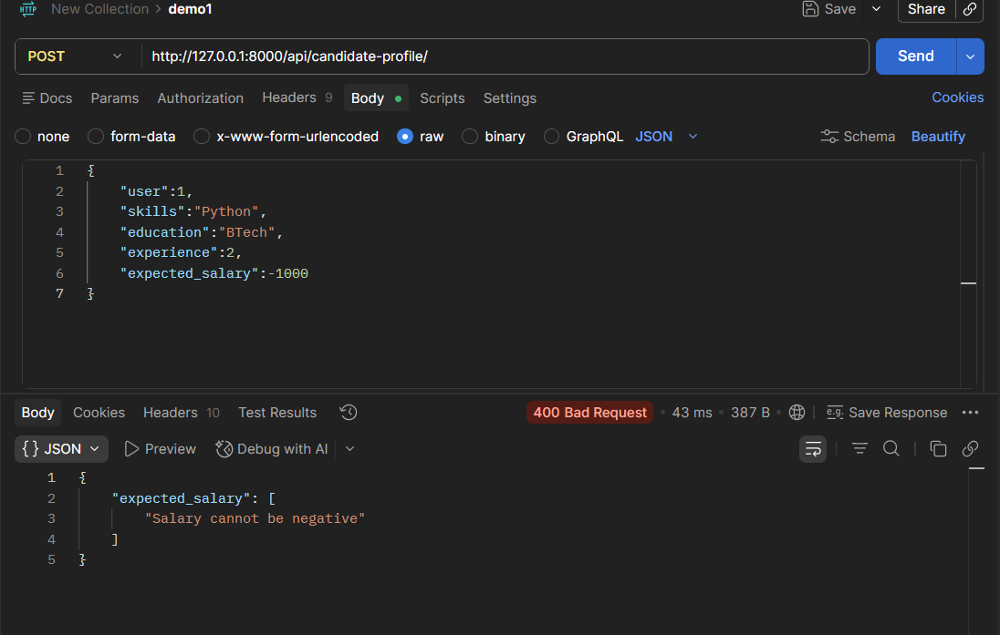 HTTP New Collection > demo1 Save Share
POST http://127.0.0.1:8000/api/candidate-profile/ Send
Docs Params Authorization Headers 9 Body Scripts Settings Cookies
none form-data x-www-form-urlencoded raw binary GraphQL JSON Schema Beautify
1 {
2 "user":1,
3 "skills":"Python",
4 "education":"BTech",
5 "experience":2,
6 "expected_salary":-1000
7 }
Body Cookies Headers 10 Test Results 400 Bad Request • 43 ms • 387 B • e.g. Save Response
{} JSON Preview Debug with AI
1 {
2 "expected_salary": [
3 "Salary cannot be negative"
4 ]
5 }